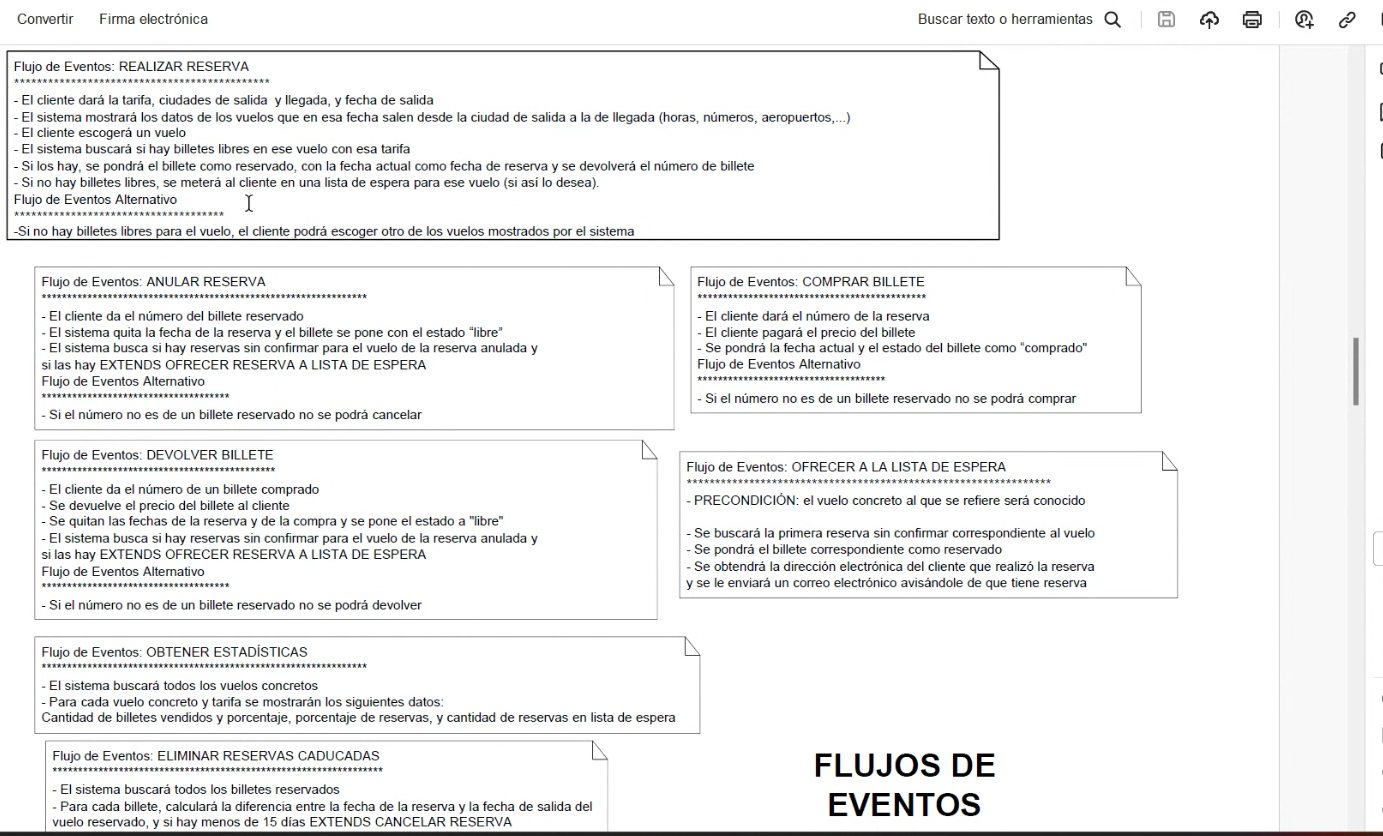 Convertir Firma electrónica
Buscar texto o herramientas
Flujo de Eventos: REALIZAR RESERVA
*********************************************
- El cliente dará la tarifa, ciudades de salida y llegada, y fecha de salida
- El sistema mostrará los datos de los vuelos que en esa fecha salen desde la ciudad de salida a la de llegada (horas, números, aeropuertos,...)
- El cliente escogerá un vuelo
- El sistema buscará si hay billetes libres en ese vuelo con esa tarifa
- Si los hay, se pondrá el billete como reservado, con la fecha actual como fecha de reserva y se devolverá el número de billete
- Si no hay billetes libres, se meterá al cliente en una lista de espera para ese vuelo (si así lo desea).
Flujo de Eventos Alternativo
*************************************
-Si no hay billetes libres para el vuelo, el cliente podrá escoger otro de los vuelos mostrados por el sistema
Flujo de Eventos: ANULAR RESERVA
****************************************************************
- El cliente da el número del billete reservado
- El sistema quita la fecha de la reserva y el billete se pone con el estado “libre”
- El sistema busca si hay reservas sin confirmar para el vuelo de la reserva anulada y
si las hay EXTENDS OFRECER RESERVA A LISTA DE ESPERA
Flujo de Eventos Alternativo
*************************************
- Si el número no es de un billete reservado no se podrá cancelar
Flujo de Eventos: COMPRAR BILLETE
*********************************************
- El cliente dará el número de la reserva
- El cliente pagará el precio del billete
- Se pondrá la fecha actual y el estado del billete como “comprado”
Flujo de Eventos Alternativo
*************************************
- Si el número no es de un billete reservado no se podrá comprar
Flujo de Eventos: DEVOLVER BILLETE
**********************************************
- El cliente da el número de un billete comprado
- Se devuelve el precio del billete al cliente
- Se quitan las fechas de la reserva y de la compra y se pone el estado a "libre"
- El sistema busca si hay reservas sin confirmar para el vuelo de la reserva anulada y
si las hay EXTENDS OFRECER RESERVA A LISTA DE ESPERA
Flujo de Eventos Alternativo
*************************************
- Si el número no es de un billete reservado no se podrá devolver
Flujo de Eventos: OFRECER A LA LISTA DE ESPERA
****************************************************************
- PRECONDICIÓN: el vuelo concreto al que se refiere será conocido
- Se buscará la primera reserva sin confirmar correspondiente al vuelo
- Se pondrá el billete correspondiente como reservado
- Se obtendrá la dirección electrónica del cliente que realizó la reserva
y se le enviará un correo electrónico avisándole de que tiene reserva
Flujo de Eventos: OBTENER ESTADÍSTICAS
****************************************************************
- El sistema buscará todos los vuelos concretos
- Para cada vuelo concreto y tarifa se mostrarán los siguientes datos:
Cantidad de billetes vendidos y porcentaje, porcentaje de reservas, y cantidad de reservas en lista de espera
Flujo de Eventos: ELIMINAR RESERVAS CADUCADAS
****************************************************************
- El sistema buscará todos los billetes reservados
- Para cada billete, calculará la diferencia entre la fecha de la reserva y la fecha de salida del
vuelo reservado, y si hay menos de 15 días EXTENDS CANCELAR RESERVA
FLUJOS DE
EVENTOS